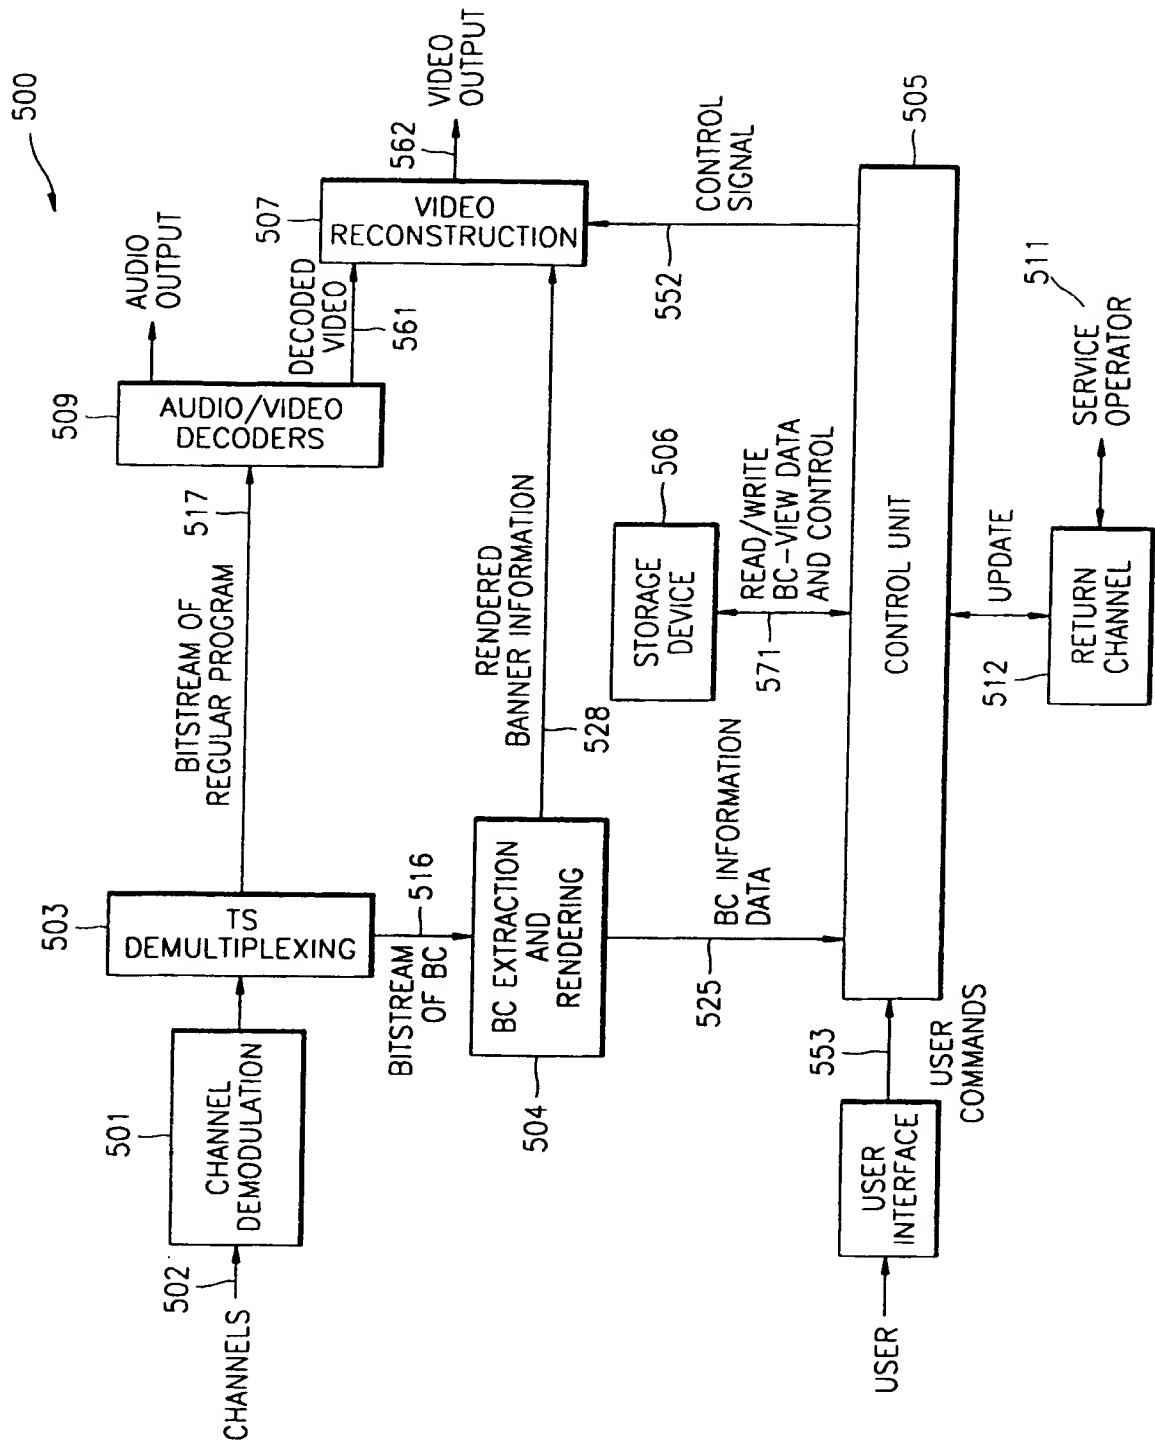 500
CHANNELS
502
501
CHANNEL
DEMODULATION
503
TS
DEMULTIPLEXING
BITSTREAM OF
REGULAR PROGRAM
517
509
AUDIO/VIDEO
DECODERS
AUDIO
OUTPUT
DECODED
VIDEO
561
507
VIDEO
RECONSTRUCTION
562
VIDEO
OUTPUT
BITSTREAM
OF BC
516
504
BC EXTRACTION
AND
RENDERING
RENDERED
BANNER INFORMATION
528
525
BC INFORMATION
DATA
STORAGE
DEVICE
506
571
READ/WRITE
BC-VIEW DATA
AND CONTROL
552
CONTROL
SIGNAL
USER
USER
INTERFACE
553
USER
COMMANDS
CONTROL UNIT
505
UPDATE
512
RETURN
CHANNEL
SERVICE
OPERATOR
511